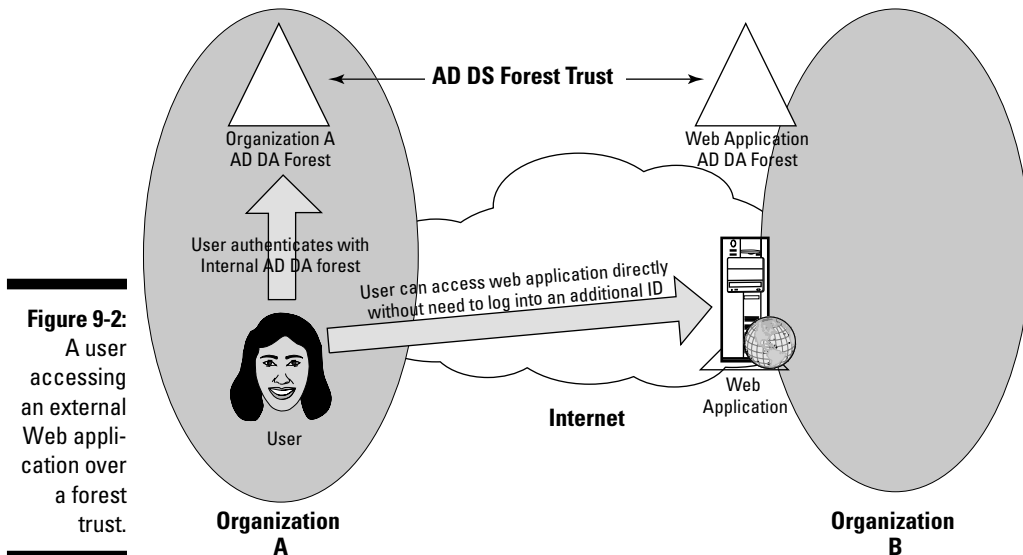 AD DS Forest Trust
Organization A
AD DA Forest
Web Application
AD DA Forest
User authenticates with
Internal AD DA forest
User can access web application directly
without need to log into an additional ID
User
Web
Application
Internet
Organization
A
Organization
B
Figure 9-2:
A user
accessing
an external
Web appli-
cation over
a forest
trust.